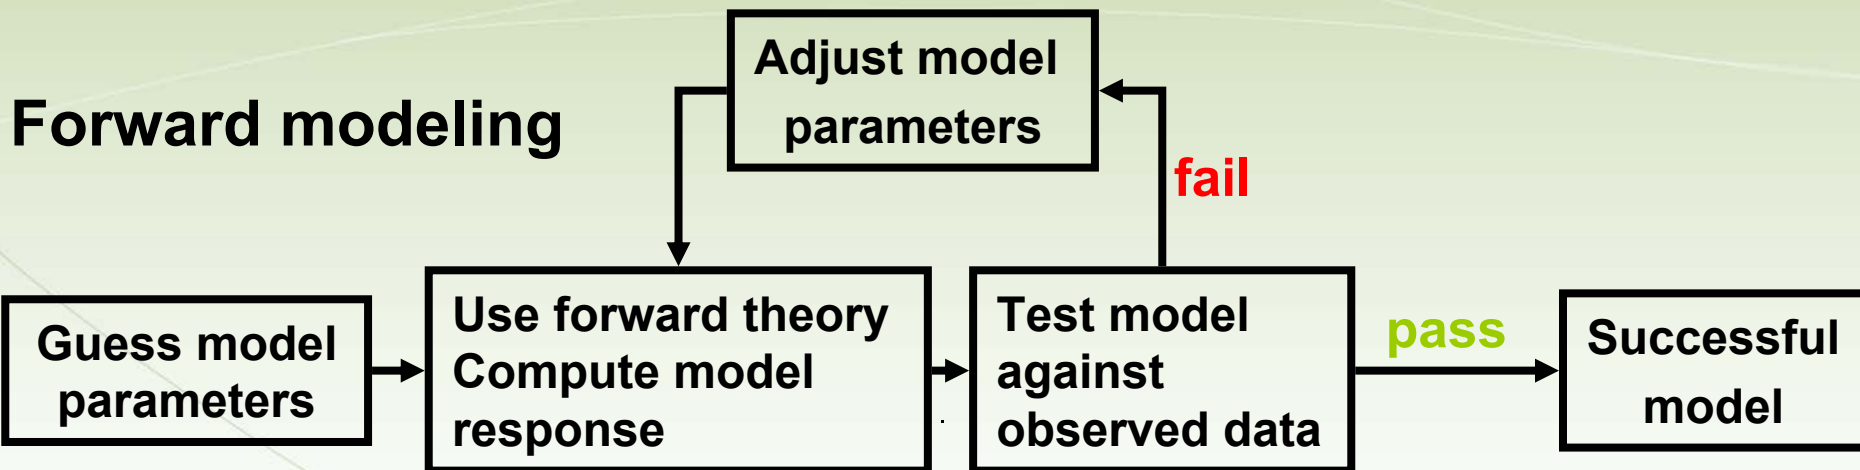 Forward modeling
Adjust model
parameters
fail
Guess model
parameters
Use forward theory
Compute model
response
Test model
against
observed data
pass
Successful
model